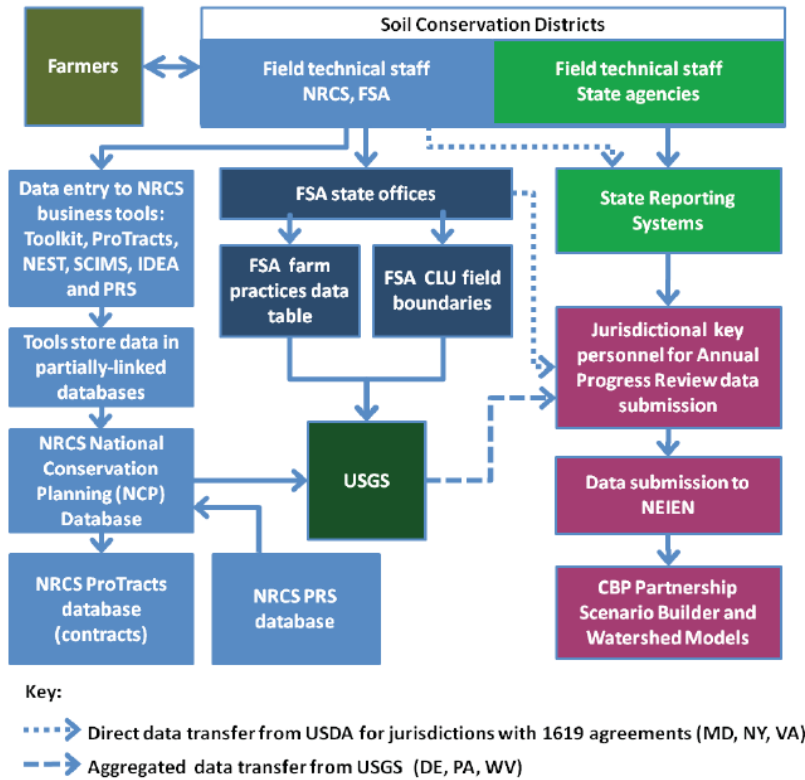 Soil Conservation Districts
Farmers
Field technical staff
NRCS, FSA
Field technical staff
State agencies
Data entry to NRCS
business tools:
Toolkit, ProTracts,
NEST, SCIMS, IDEA
and PRS
FSA state offices
State Reporting
Systems
FSA farm
practices data
table
FSA CLU field
boundaries
Tools store data in
partially-linked
databases
Jurisdictional key
personnel for Annual
Progress Review data
submission
NRCS National
Conservation
Planning (NCP)
Database
USGS
Data submission to
NEIEN
NRCS ProTracts
database
(contracts)
NRCS PRS
database
CBP Partnership
Scenario Builder and
Watershed Models
Key:
Direct data transfer from USDA for jurisdictions with 1619 agreements (MD, NY, VA)
Aggregated data transfer from USGS (DE, PA, WV)